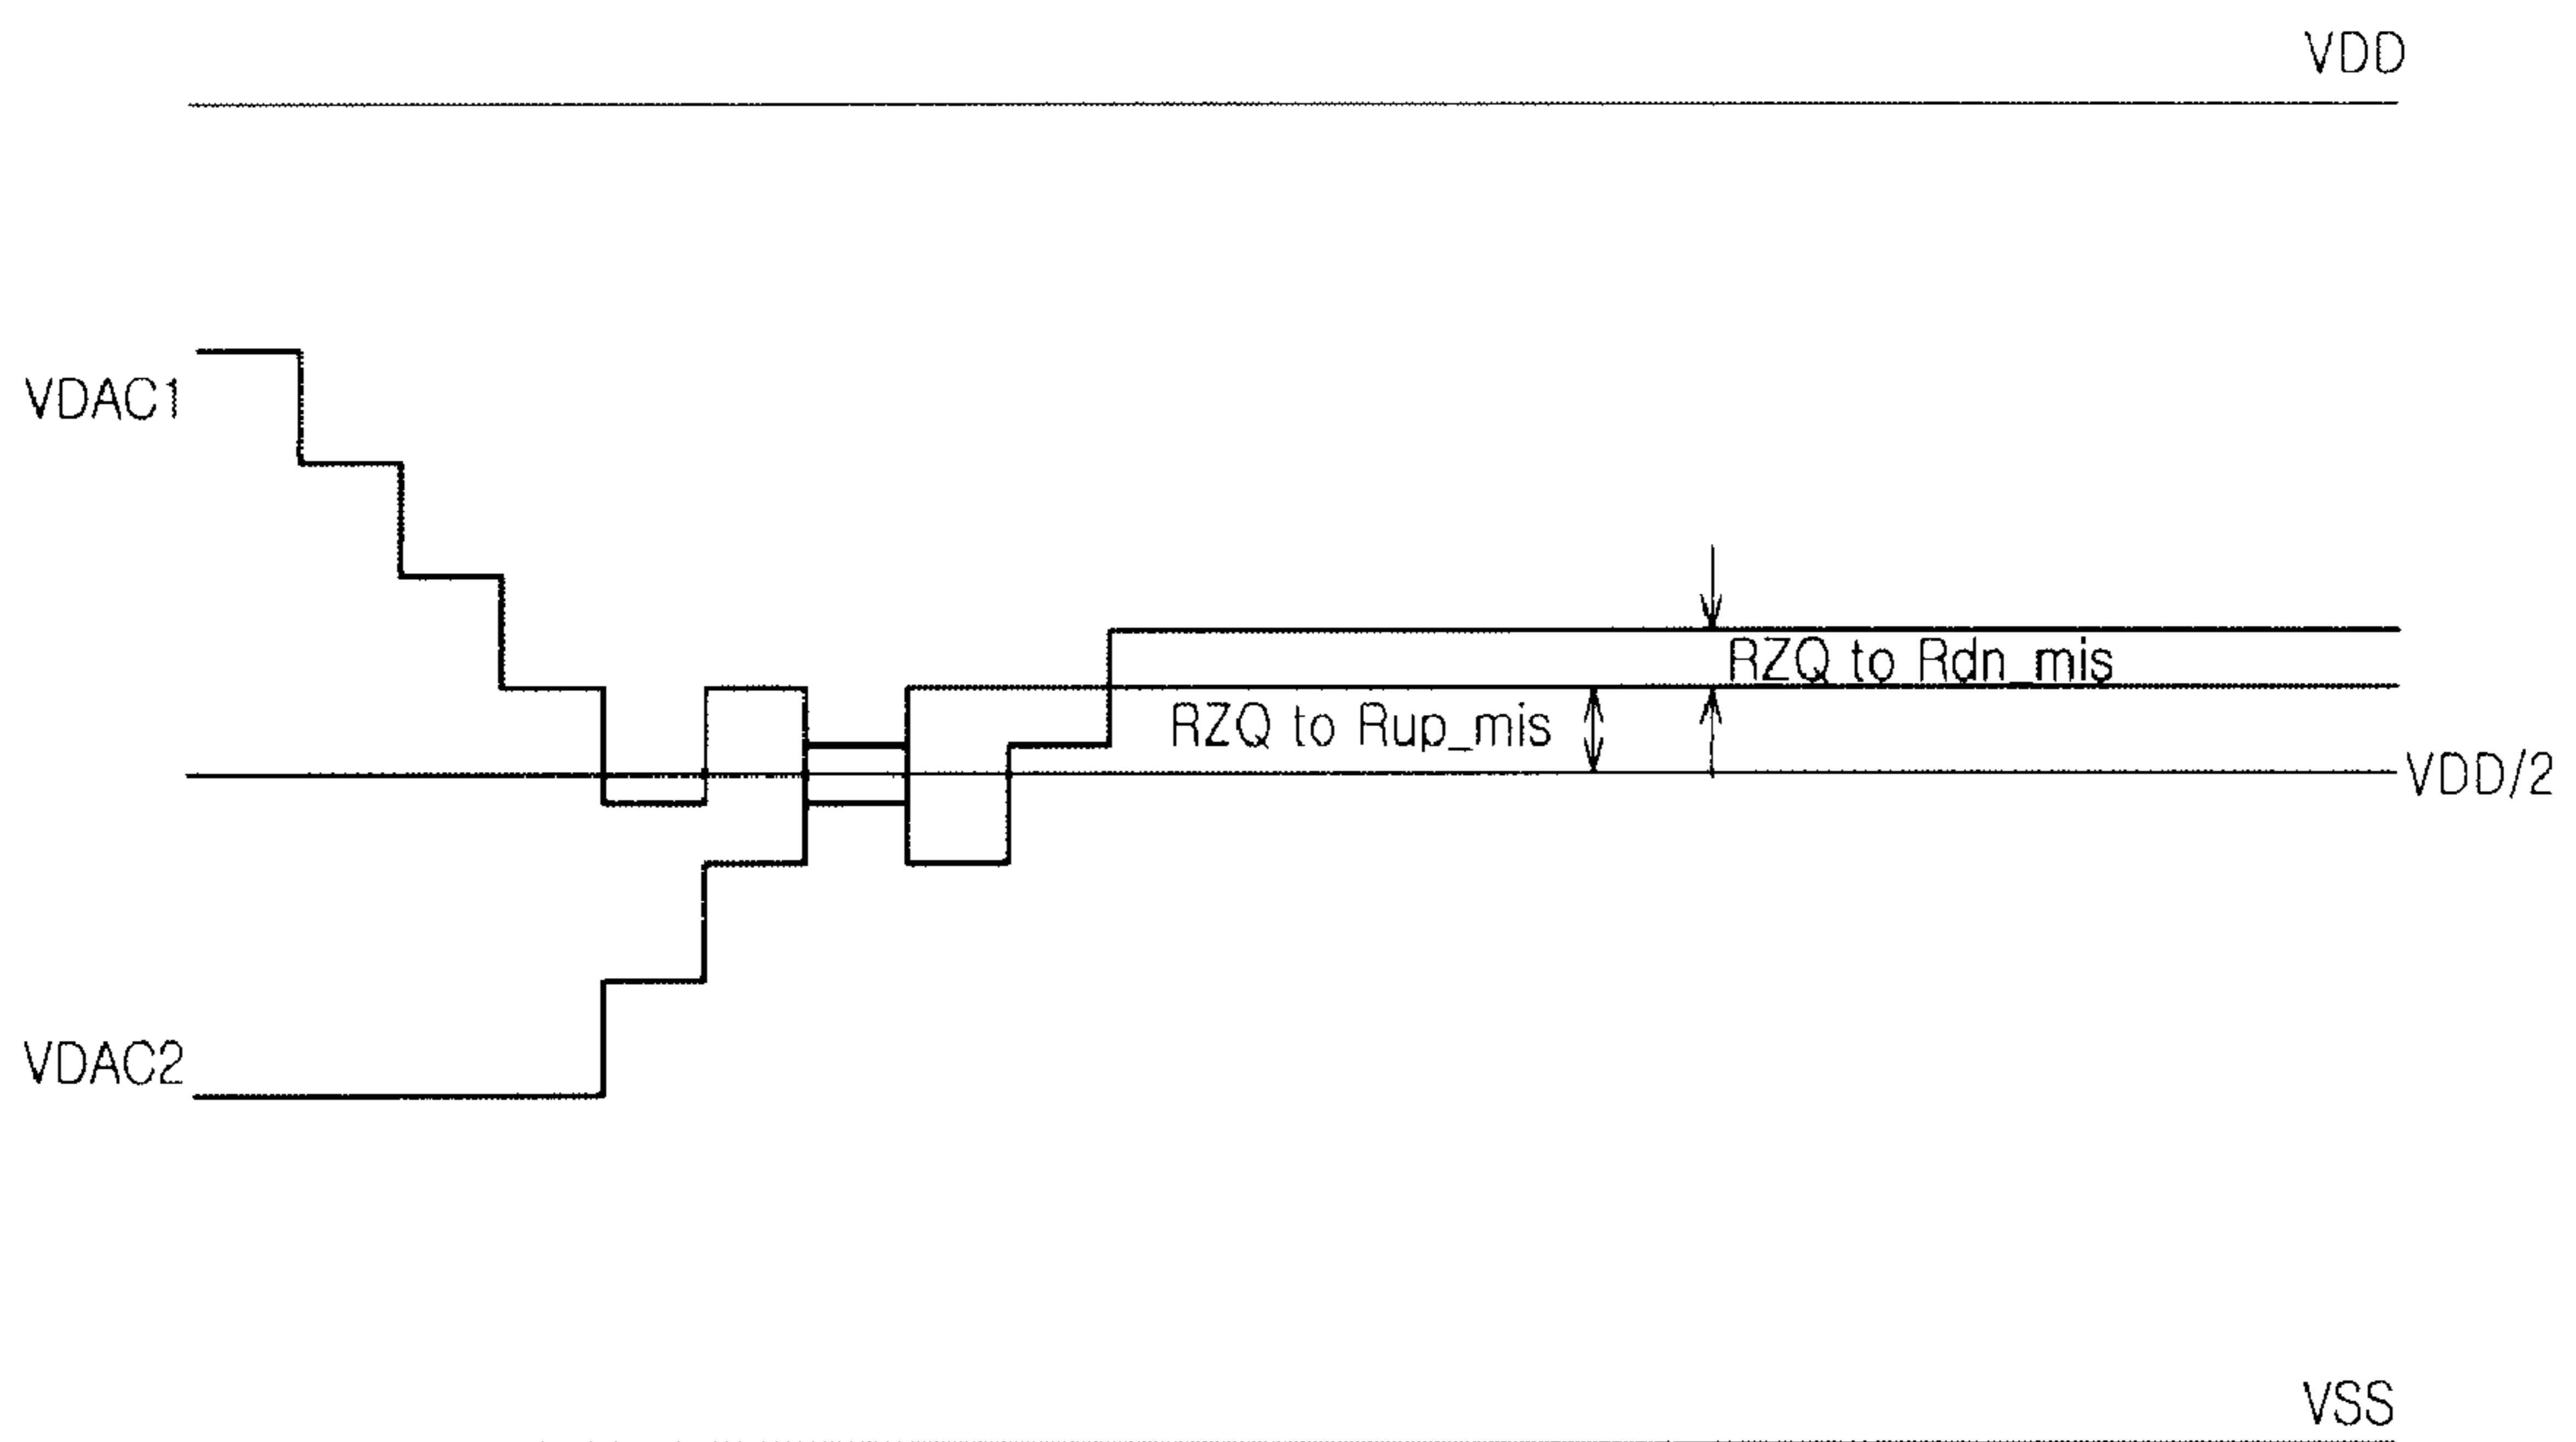 VDD
VDAC1
RZQ to Rdn_mis
RZQ to Rup_mis
VDD/2
VDAC2
VSS